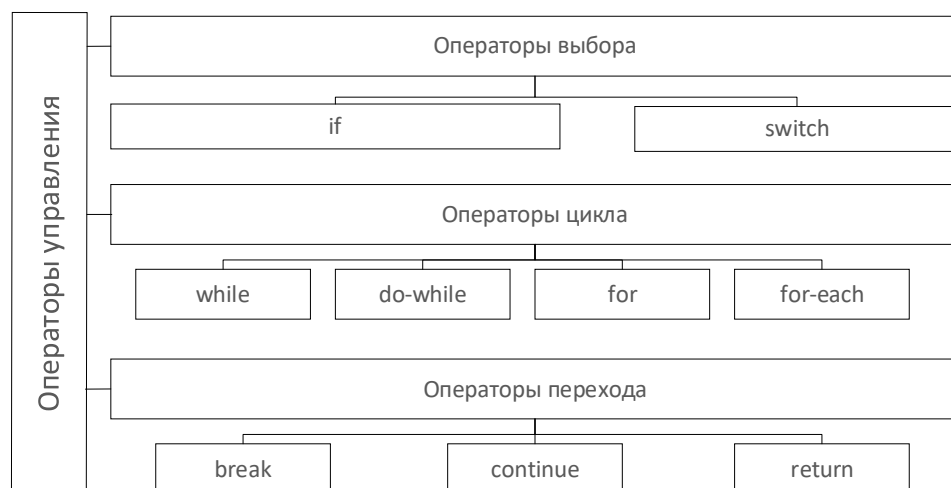 Операторы управления
Операторы выбора
if
switch
Операторы цикла
while
do-while
for
for-each
Операторы перехода
break
continue
return